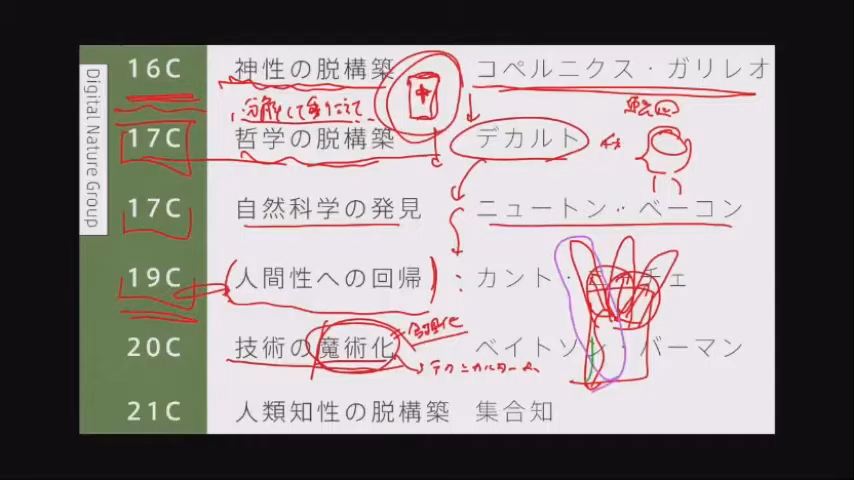 Digital Nature Group
16C 神性の脱構築 コペルニクス・ガリレオ
17C 哲学の脱構築 デカルト
17C 自然科学の発見 ニュートン・ベーコン
19C 人間性への回帰 カント・
20C 技術の魔術化 ベイトソン・バーマン
21C 人類知性の脱構築 集合知